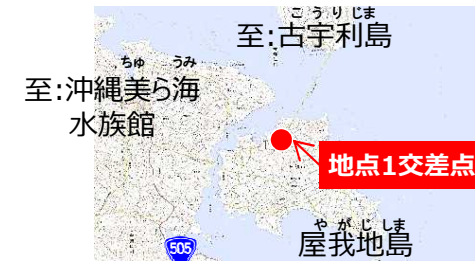 こうりじま
至:古宇利島
ちゅ うみ
至:沖縄美ら海
水族館
地点1交差点
やがじしま
屋我地島
505